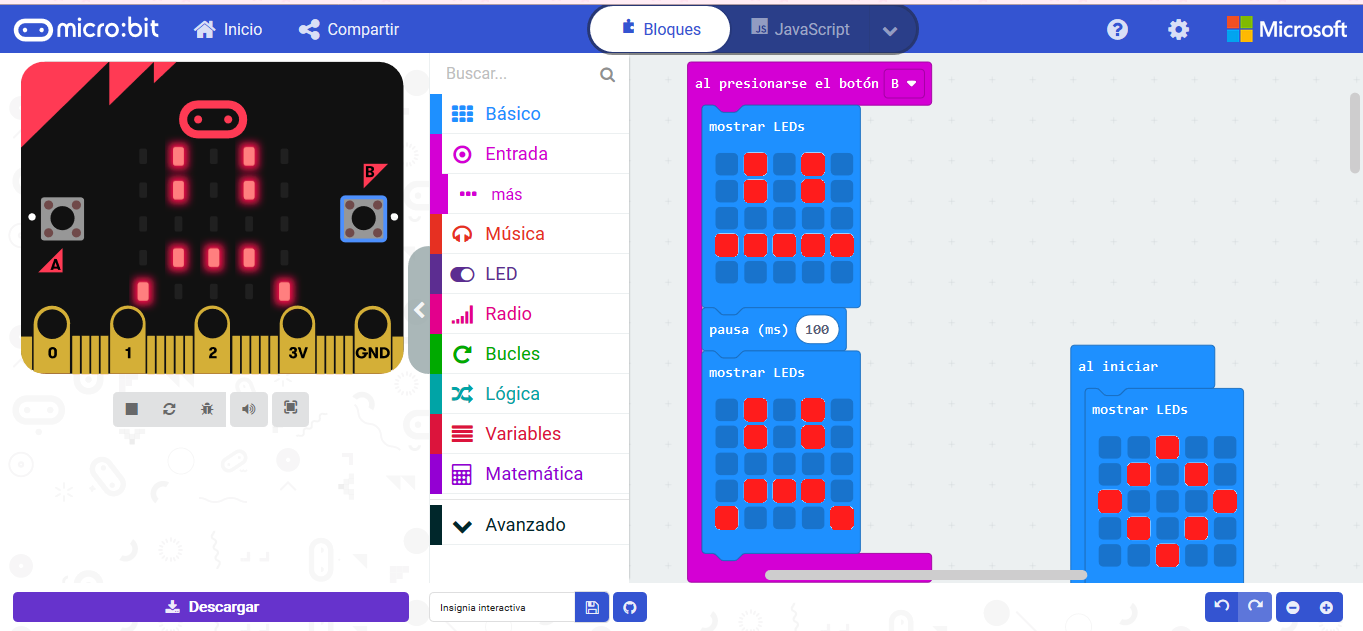 micro:bit
Inicio
Compartir
Bloques
JS JavaScript
?
Microsoft
B
A
0 1 2 3V GND
Buscar...
Básico
Entrada
más
Música
LED
Radio
Bucles
Lógica
Variables
Matemática
Avanzado
al presionarse el botón B
mostrar LEDs
pausa (ms) 100
mostrar LEDs
al iniciar
mostrar LEDs
Descargar
Insignia interactiva